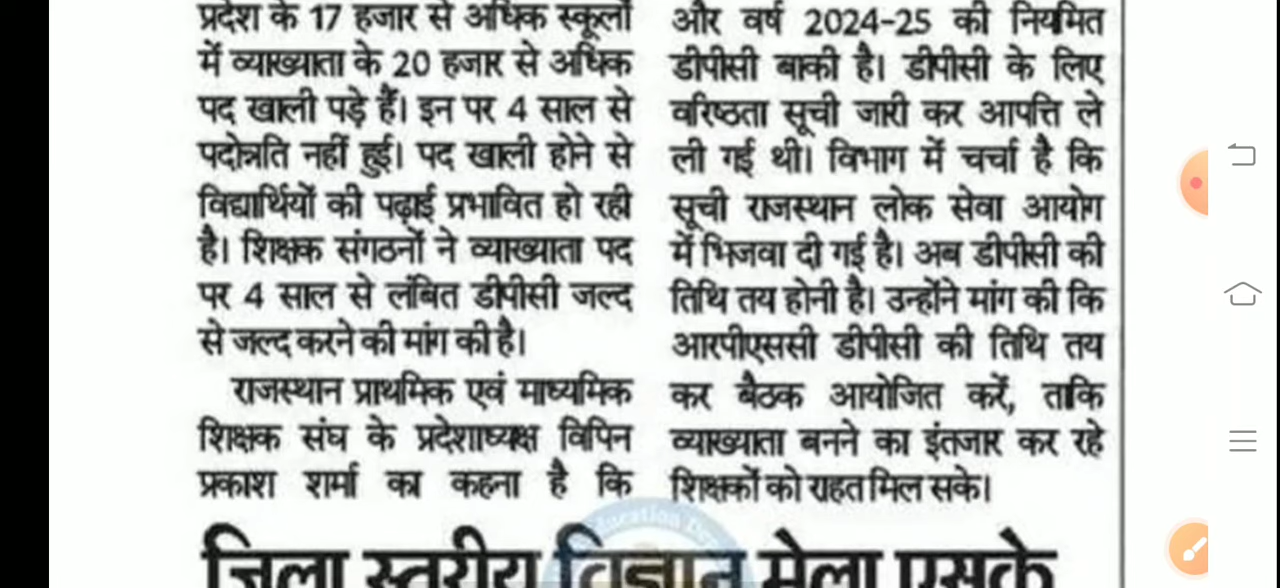 प्रदेश के 17 हजार से अधिक स्कूलों
में व्याख्याता के 20 हजार से अधिक
पद खाली पड़े हैं। इन पर 4 साल से
पदोन्नति नहीं हुई। पद खाली होने से
विद्यार्थियों की पढ़ाई प्रभावित हो रही
है। शिक्षक संगठनों ने व्याख्याता पद
पर 4 साल से लंबित डीपीसी जल्द
से जल्द करने की मांग की है।
राजस्थान प्राथमिक एवं माध्यमिक
शिक्षक संघ के प्रदेशाध्यक्ष विपिन
प्रकाश शर्मा का कहना है कि
और वर्ष 2024-25 की नियमित
डीपीसी बाकी है। डीपीसी के लिए
वरिष्ठता सूची जारी कर आपत्ति ले
ली गई थी। विभाग में चर्चा है कि
सूची राजस्थान लोक सेवा आयोग
में भिजवा दी गई है। अब डीपीसी की
तिथि तय होनी है। उन्होंने मांग की कि
आरपीएससी डीपीसी की तिथि तय
कर बैठक आयोजित करें, ताकि
व्याख्याता बनने का इंतजार कर रहे
शिक्षकों को राहत मिल सके।
जिला स्तरीय विज्ञान मेला एसके